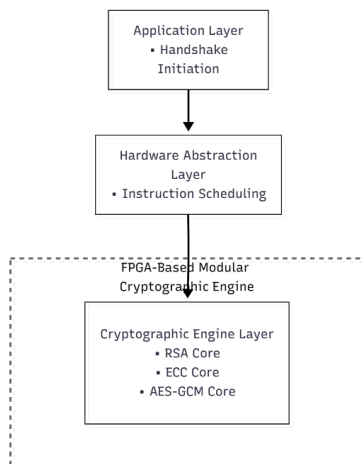 Application Layer
▪ Handshake
Initiation
Hardware Abstraction
Layer
▪ Instruction Scheduling
FPGA-Based Modular
Cryptographic Engine
Cryptographic Engine Layer
▪ RSA Core
▪ ECC Core
▪ AES-GCM Core